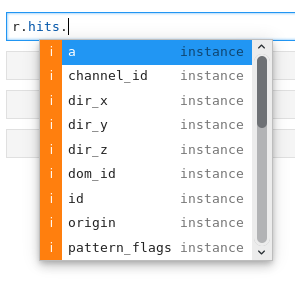 r.hits.
i a instance
i channel_id instance
i dir_x instance
i dir_y instance
i dir_z instance
i dom_id instance
i id instance
i origin instance
i pattern_flags instance